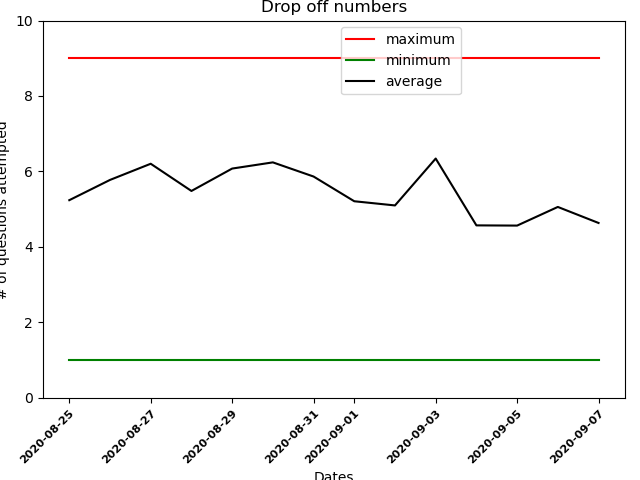 Drop off numbers
maximum
minimum
average
# of questions attempted
10
8
6
4
2
0
2020-08-25
2020-08-27
2020-08-29
2020-08-31
2020-09-01
2020-09-03
2020-09-05
2020-09-07
Dates